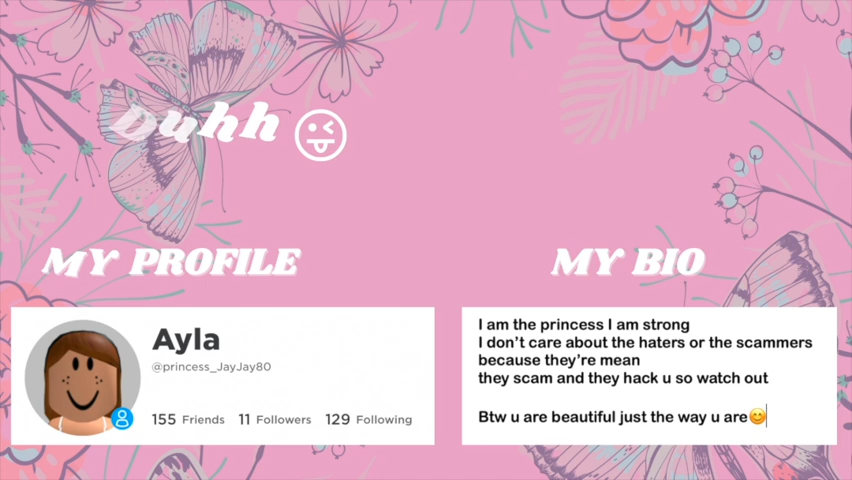 Duhh
MY PROFILE
MY BIO
Ayla
@princess_JayJay80
155 Friends 11 Followers 129 Following
I am the princess I am strong
I don't care about the haters or the scammers
because they're mean
they scam and they hack u so watch out
Btw u are beautiful just the way u are😊